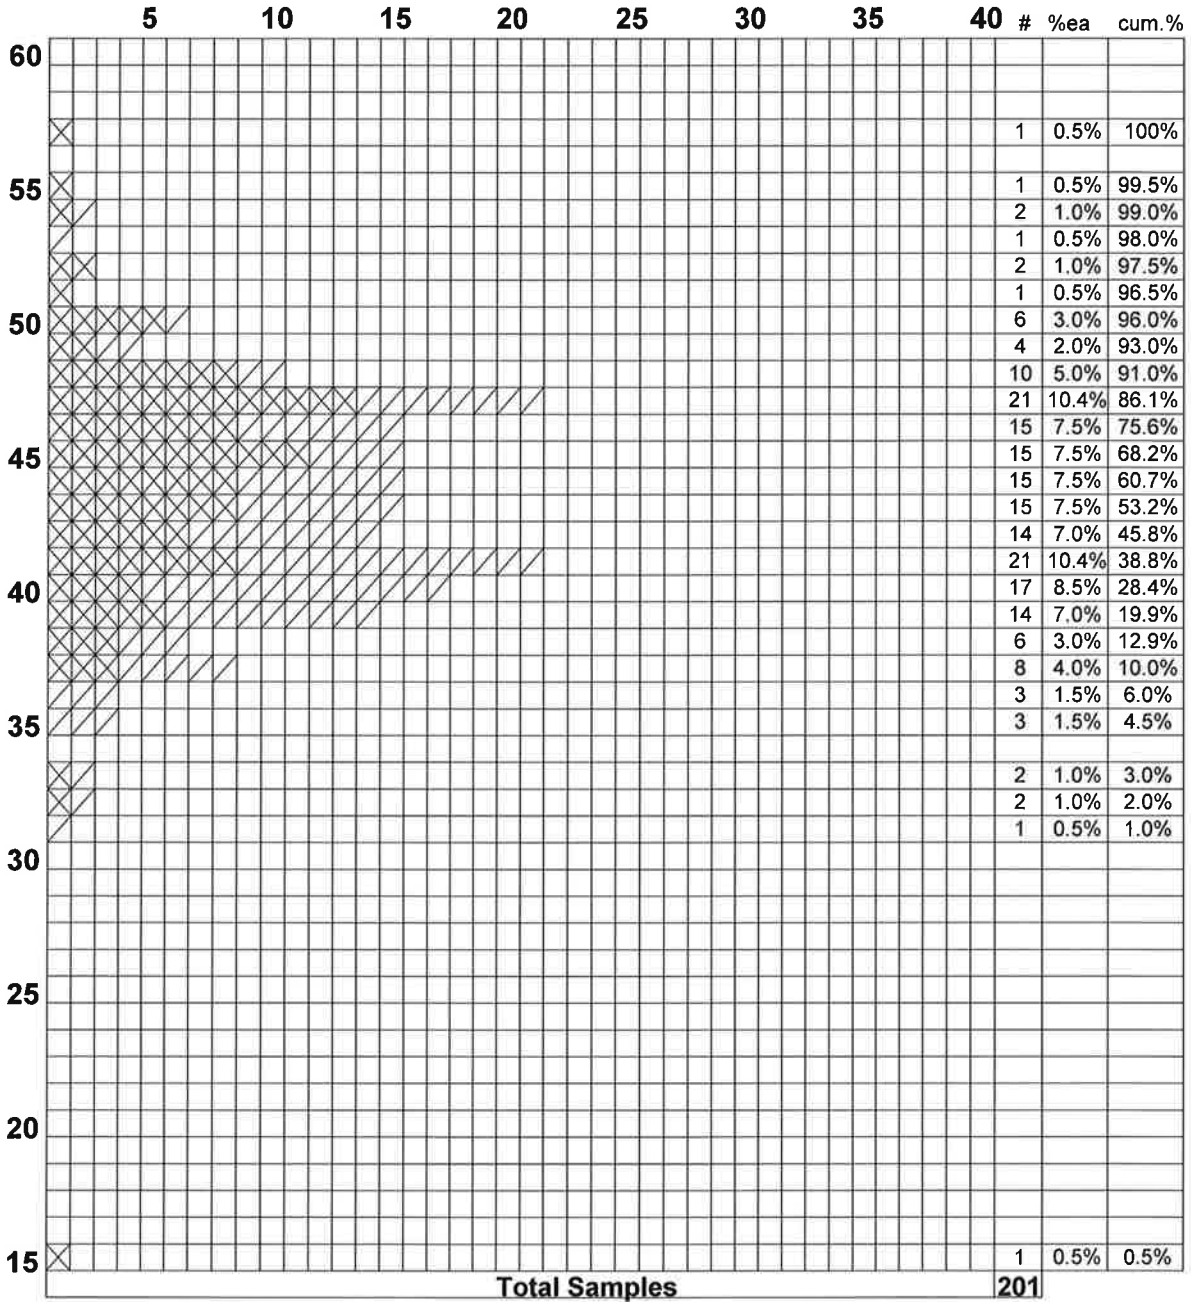 5 10 15 20 25 30 35 40 # %ea cum.%
60
1 0.5% 100%
55 1 0.5% 99.5%
2 1.0% 99.0%
1 0.5% 98.0%
2 1.0% 97.5%
1 0.5% 96.5%
50 6 3.0% 96.0%
4 2.0% 93.0%
10 5.0% 91.0%
21 10.4% 86.1%
15 7.5% 75.6%
45 15 7.5% 68.2%
15 7.5% 60.7%
15 7.5% 53.2%
14 7.0% 45.8%
21 10.4% 38.8%
40 17 8.5% 28.4%
14 7.0% 19.9%
6 3.0% 12.9%
8 4.0% 10.0%
3 1.5% 6.0%
35 3 1.5% 4.5%
2 1.0% 3.0%
2 1.0% 2.0%
1 0.5% 1.0%
30
25
20
15 1 0.5% 0.5%
Total Samples 201